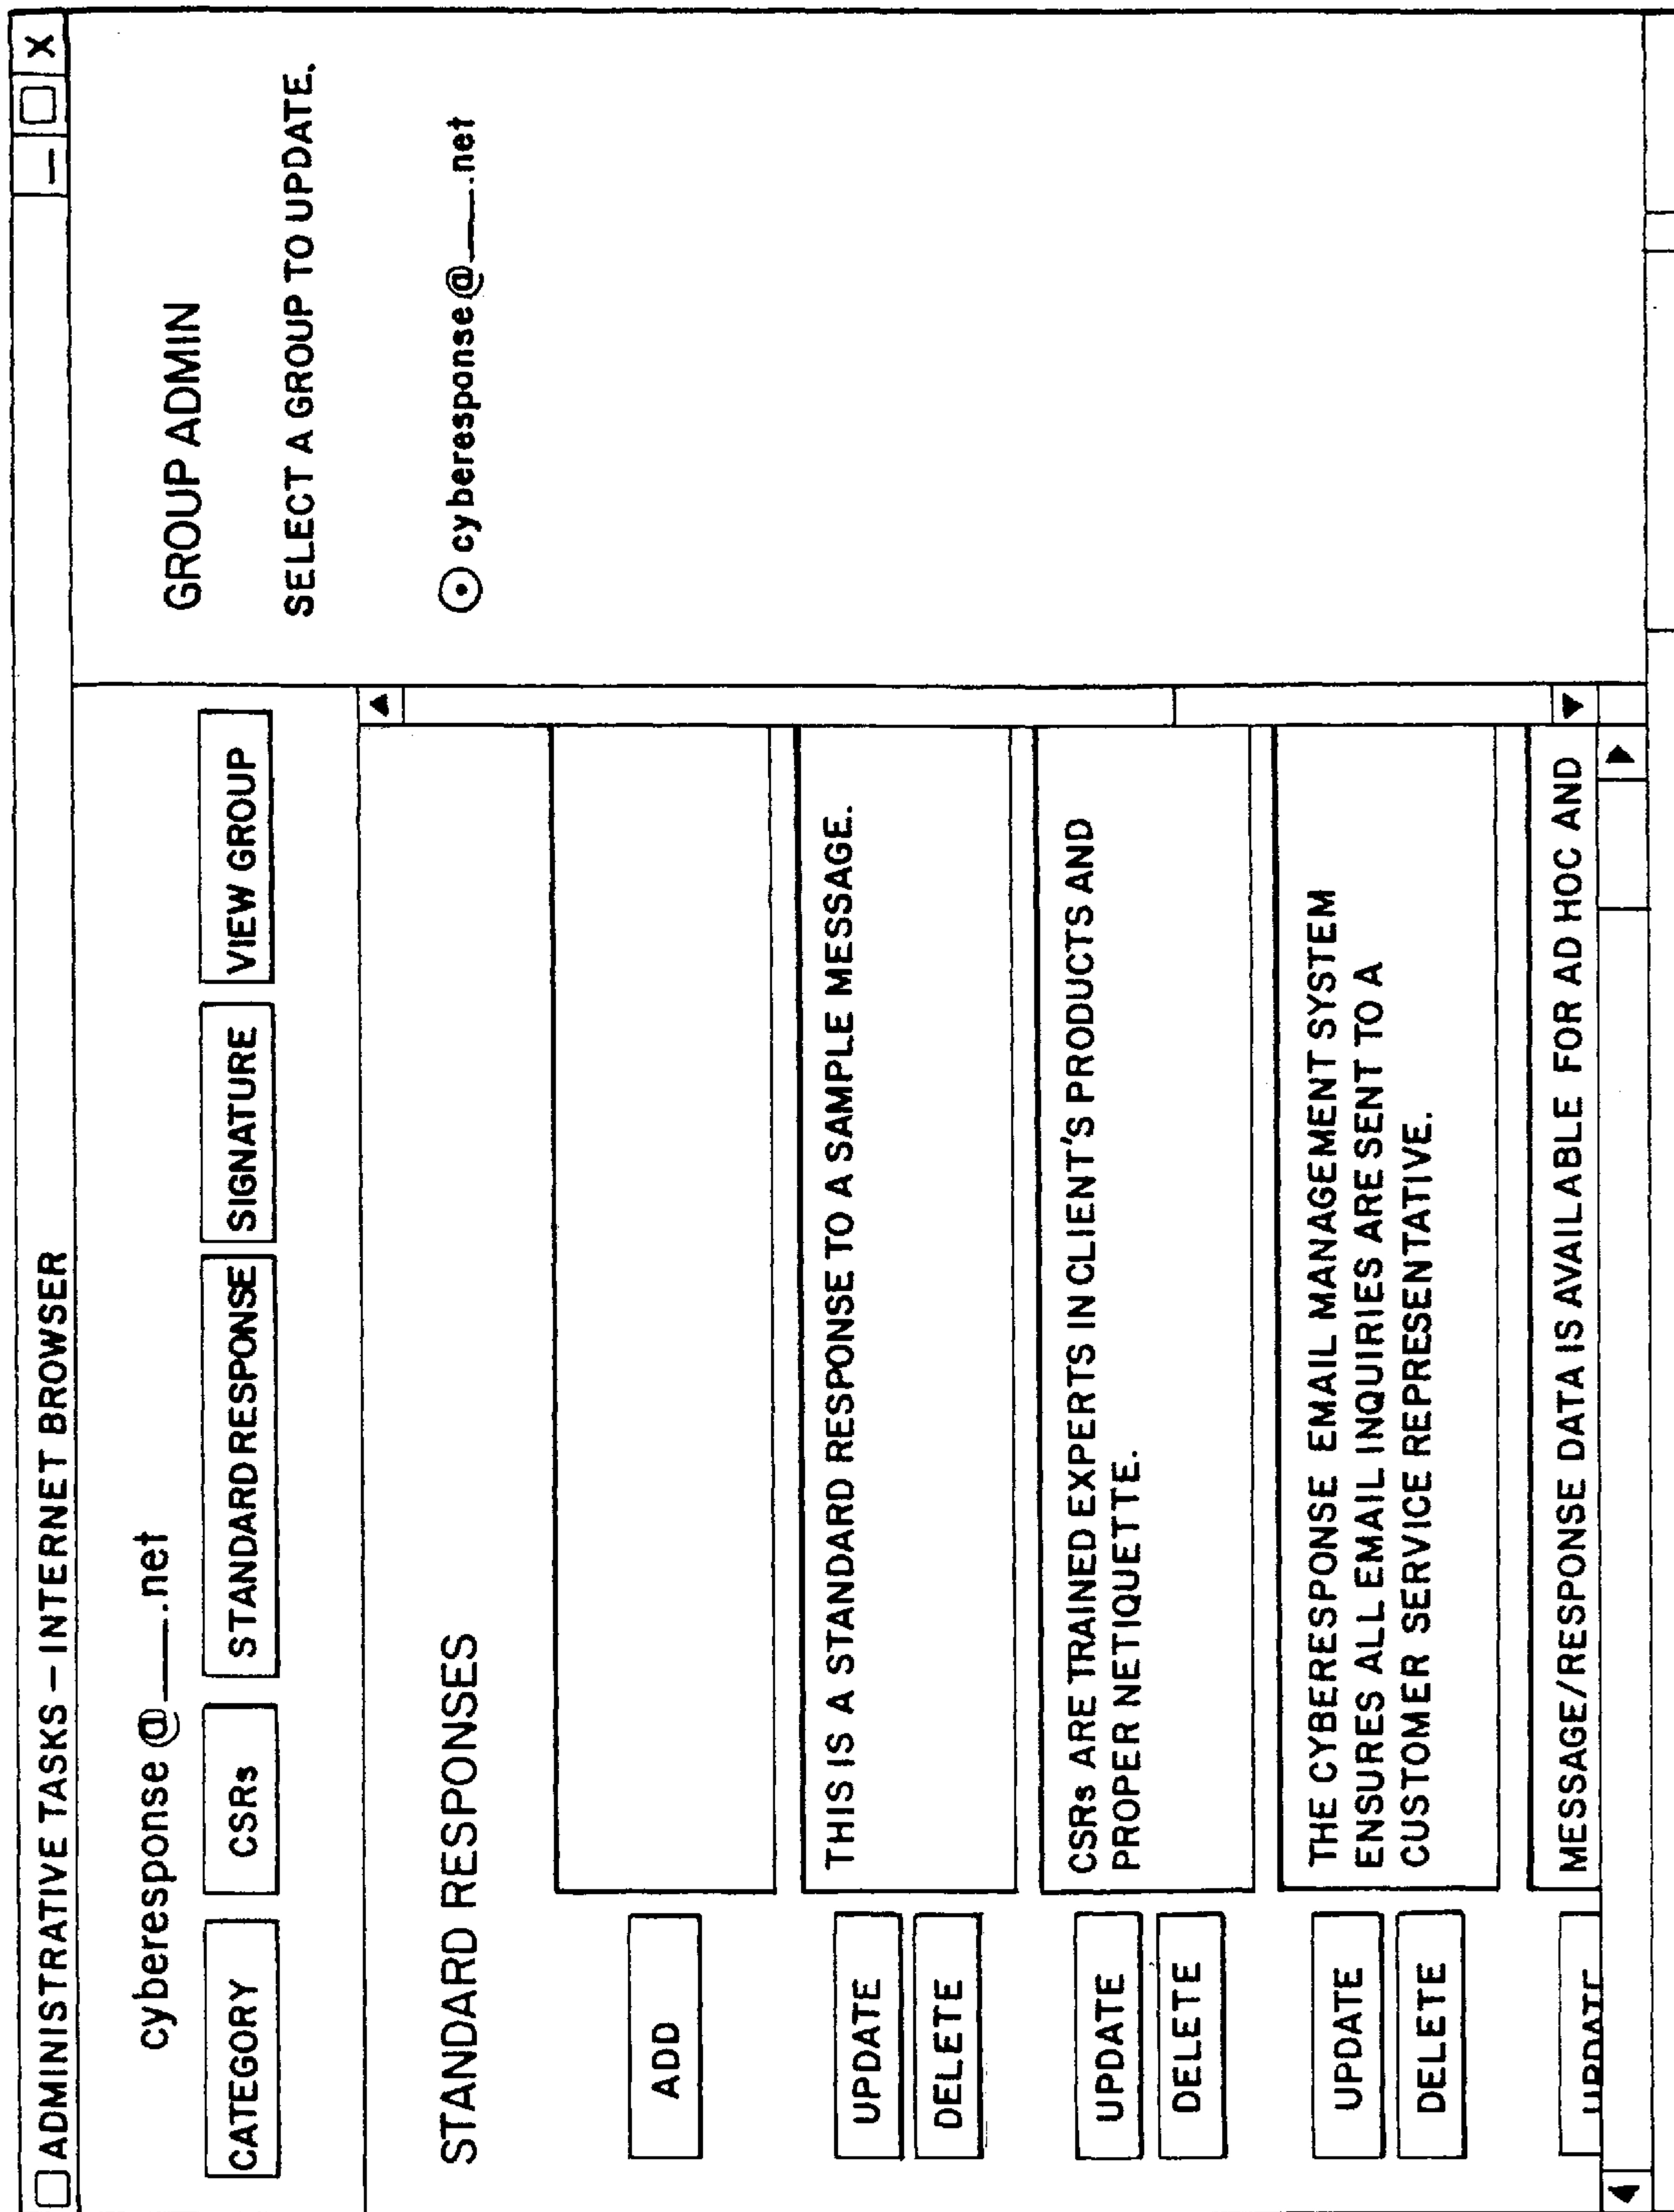 ADMINISTRATIVE TASKS – INTERNET BROWSER
X
cyberesponse @___.net
CATEGORY
CSRs
STANDARD RESPONSE
SIGNATURE
VIEW GROUP
STANDARD RESPONSES
ADD
UPDATE
DELETE
THIS IS A STANDARD RESPONSE TO A SAMPLE MESSAGE.
UPDATE
DELETE
CSRs ARE TRAINED EXPERTS IN CLIENT'S PRODUCTS AND
PROPER NETIQUETTE.
UPDATE
DELETE
THE CYBERESPONSE EMAIL MANAGEMENT SYSTEM
ENSURES ALL EMAIL INQUIRIES ARE SENT TO A
CUSTOMER SERVICE REPRESENTATIVE.
UPDATE
MESSAGE/RESPONSE DATA IS AVAILABLE FOR AD HOC AND
GROUP ADMIN
SELECT A GROUP TO UPDATE.
cyberesponse@___.net